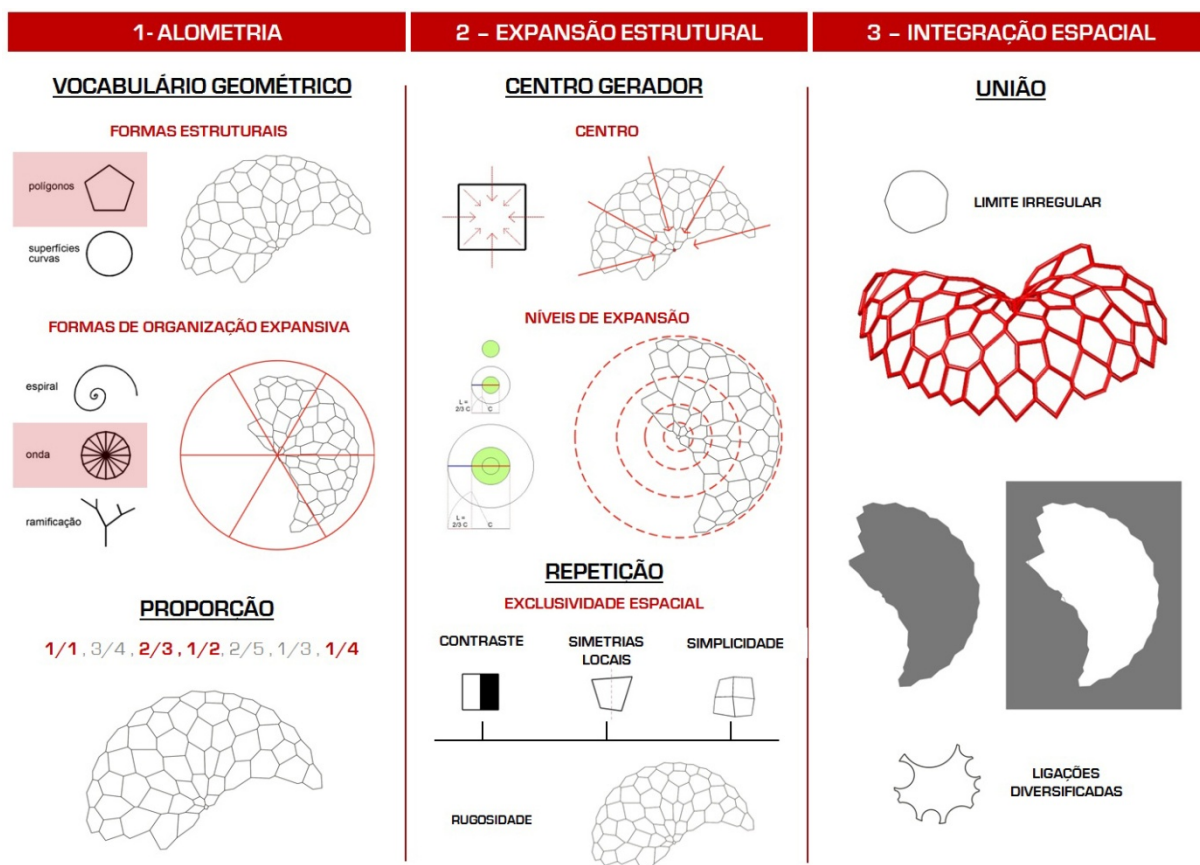 1- ALOMETRIA
VOCABULÁRIO GEOMÉTRICO
FORMAS ESTRUTURAIS
polígonos
superfícies
curvas
FORMAS DE ORGANIZAÇÃO EXPANSIVA
espiral
onda
ramificação
PROPORÇÃO
1/1, 3/4, 2/3, 1/2, 2/5, 1/3, 1/4
2 – EXPANSÃO ESTRUTURAL
CENTRO GERADOR
CENTRO
NÍVEIS DE EXPANSÃO
L =
2/3 C
C
L =
2/3 C
C
REPETIÇÃO
EXCLUSIVIDADE ESPACIAL
CONTRASTE
SIMETRIAS
LOCAIS
SIMPLICIDADE
RUGOSIDADE
3 – INTEGRAÇÃO ESPACIAL
UNIÃO
LIMITE IRREGULAR
LIGAÇÕES
DIVERSIFICADAS